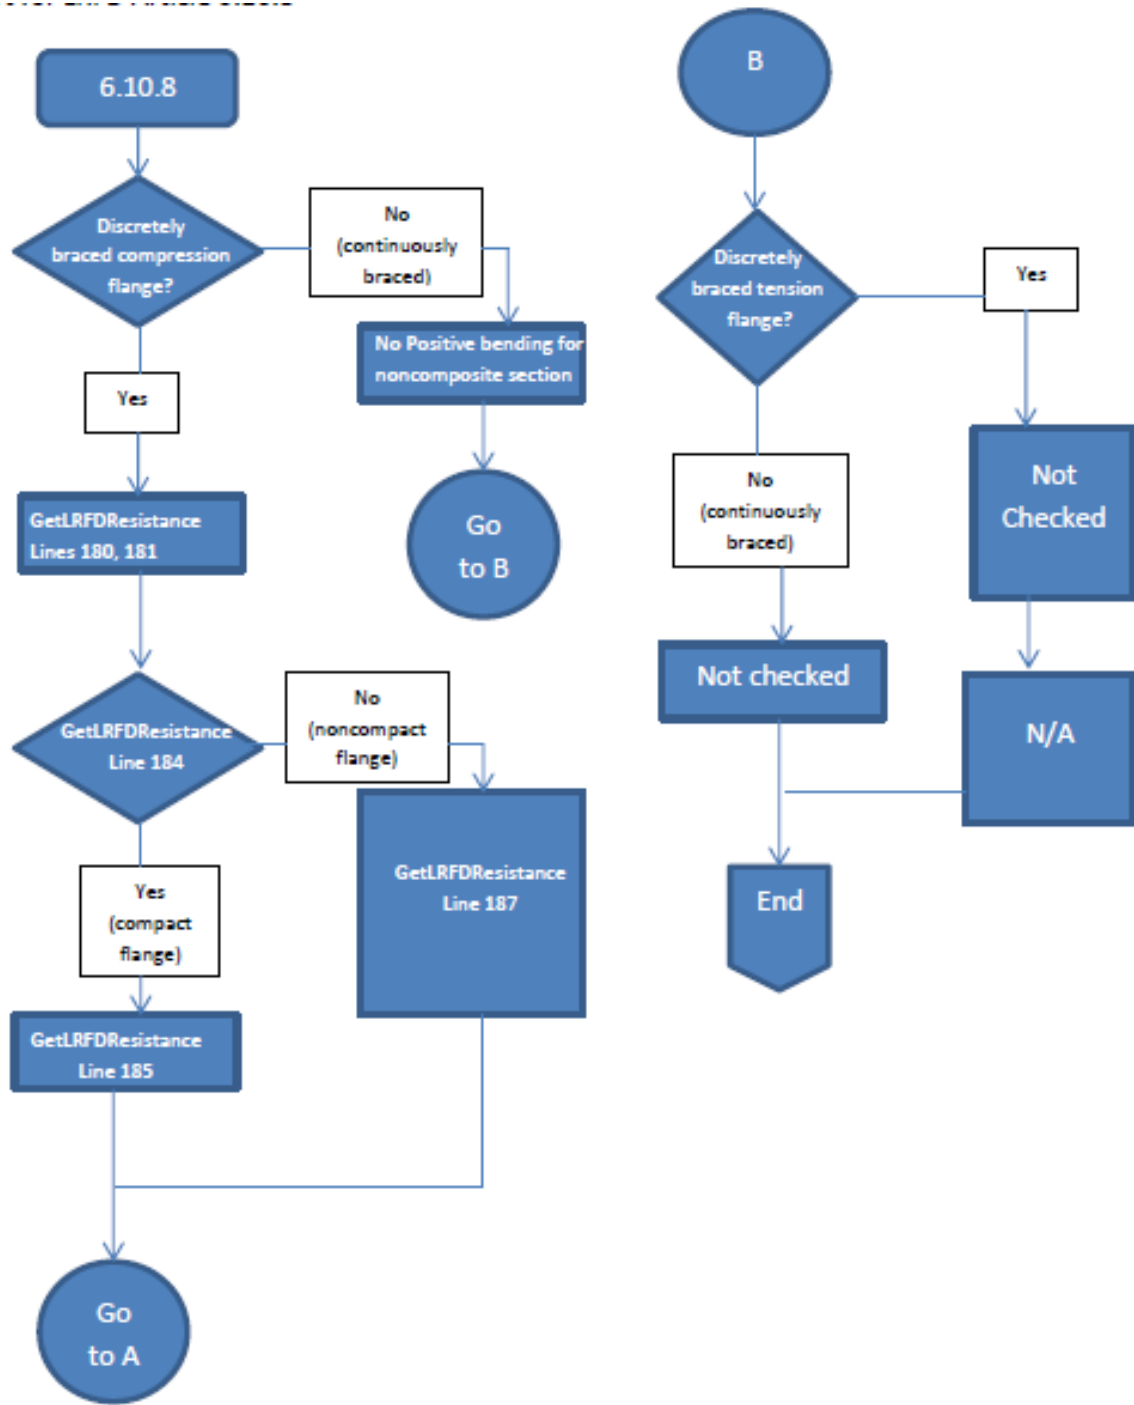 6.10.8
Discretely
braced compression
flange?
No
(continuously
braced)
No Positive bending for
noncomposite section
Go
to B
Yes
GetLRFDResistance
Lines 180, 181
GetLRFDResistance
Line 184
No
(noncompact
flange)
GetLRFDResistance
Line 187
Yes
(compact
flange)
GetLRFDResistance
Line 185
Go
to A
B
Discretely
braced tension
flange?
Yes
Not
Checked
No
(continuously
braced)
Not checked
N/A
End